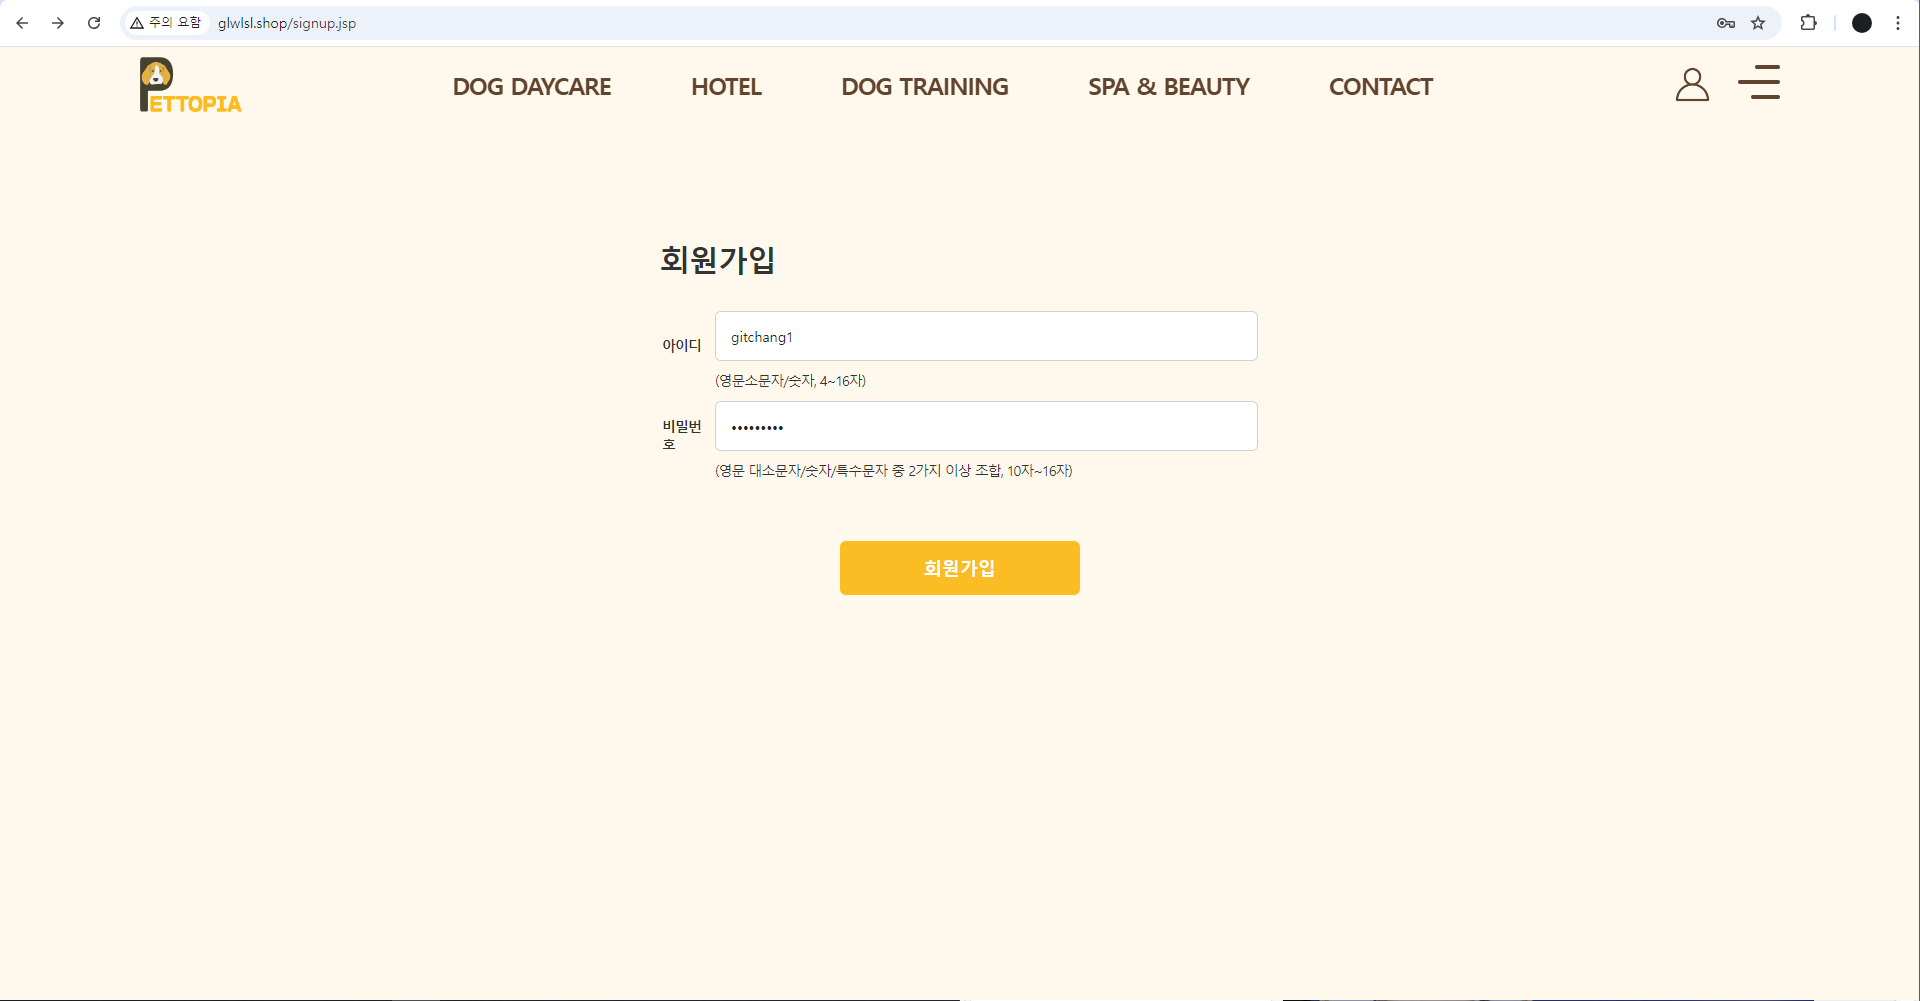 주의 요함 glwlsl.shop/signup.jsp
PETTOPIA DOG DAYCARE HOTEL DOG TRAINING SPA & BEAUTY CONTACT
회원가입
아이디 gitchang1
(영문소문자/숫자, 4~16자)
비밀번
호
•••••••••
(영문 대소문자/숫자/특수문자 중 2가지 이상 조합, 10자~16자)
회원가입